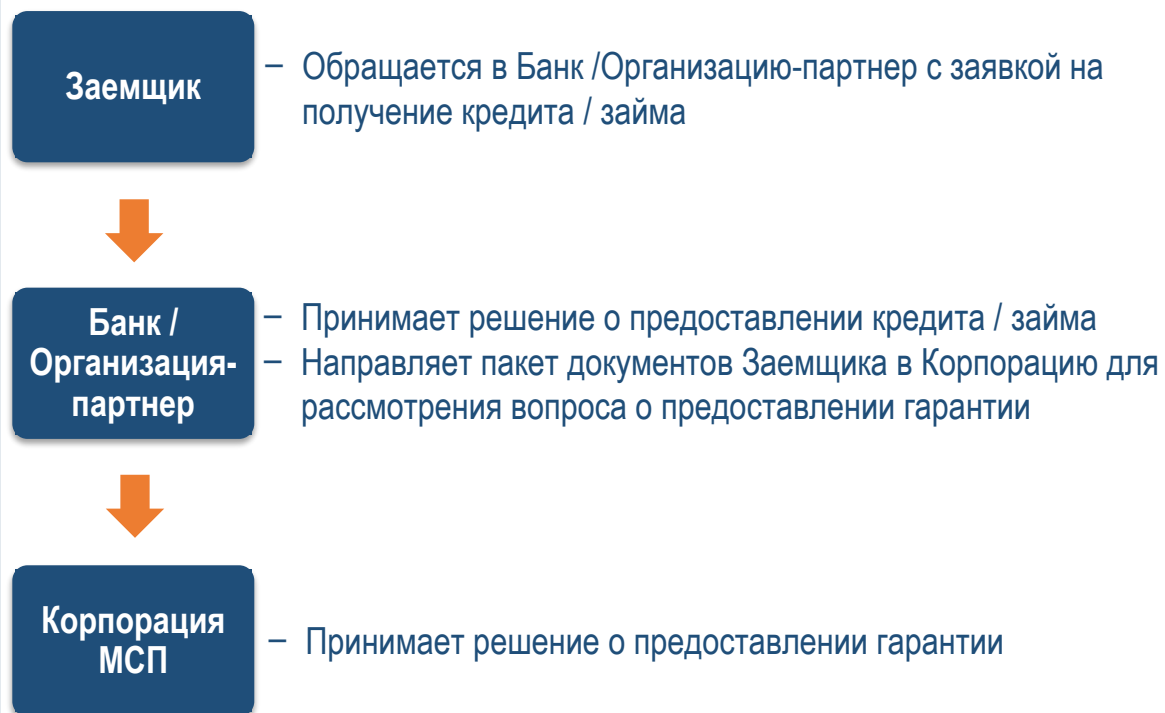 Заемщик
– Обращается в Банк /Организацию-партнер с заявкой на
получение кредита / займа
Банк /
Организация-
партнер
– Принимает решение о предоставлении кредита / займа
– Направляет пакет документов Заемщика в Корпорацию для
рассмотрения вопроса о предоставлении гарантии
Корпорация
МСП
– Принимает решение о предоставлении гарантии